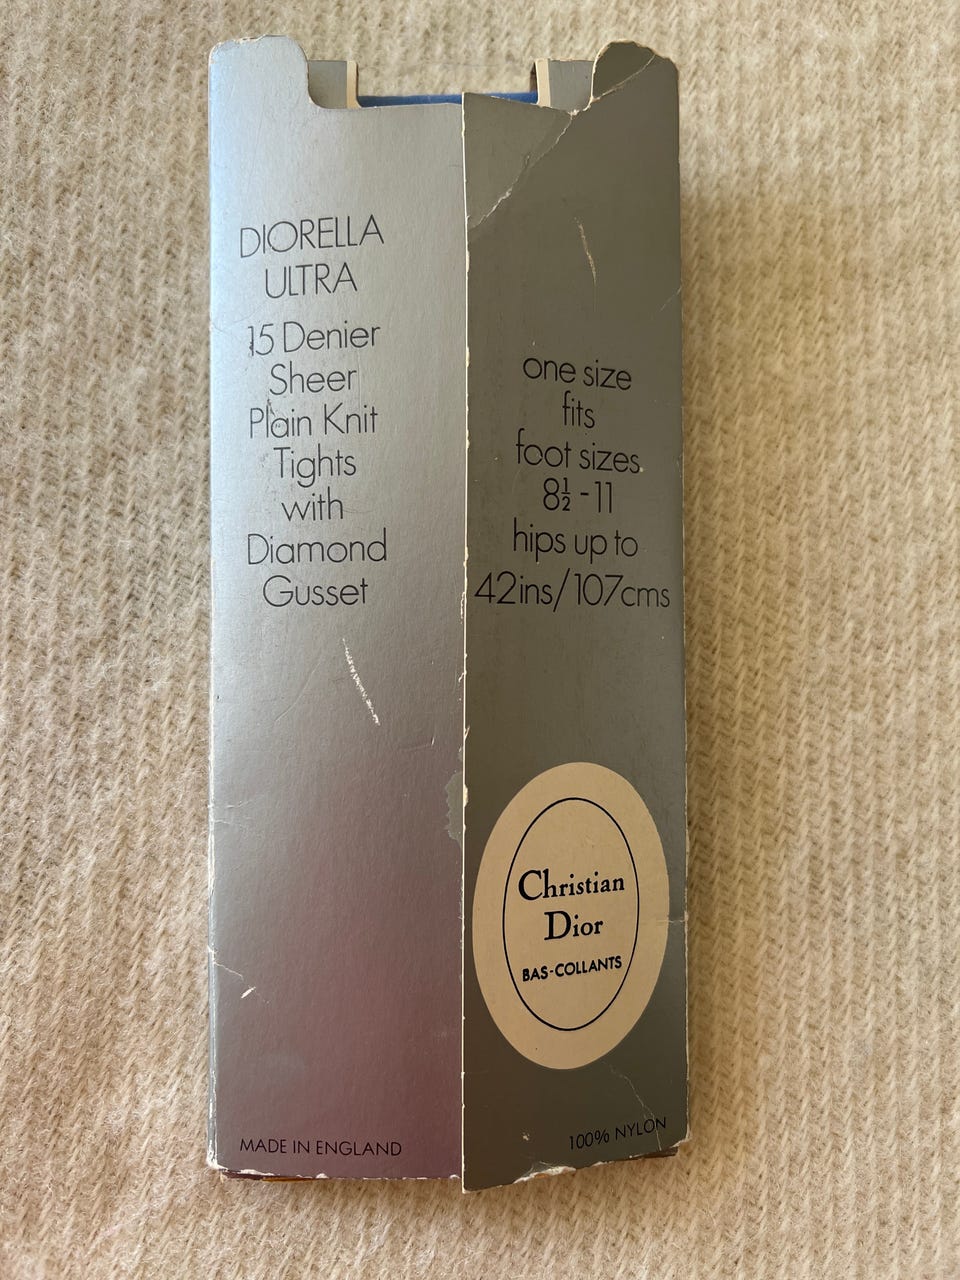 DIORELLA
ULTRA
15 Denier
Sheer
Plain Knit
Tights
with
Diamond
Gusset
MADE IN ENGLAND
one size
fits
foot sizes
8½ - 11
hips up to
42ins/107cms
Christian
Dior
BAS-COLLANTS
100% NYLON